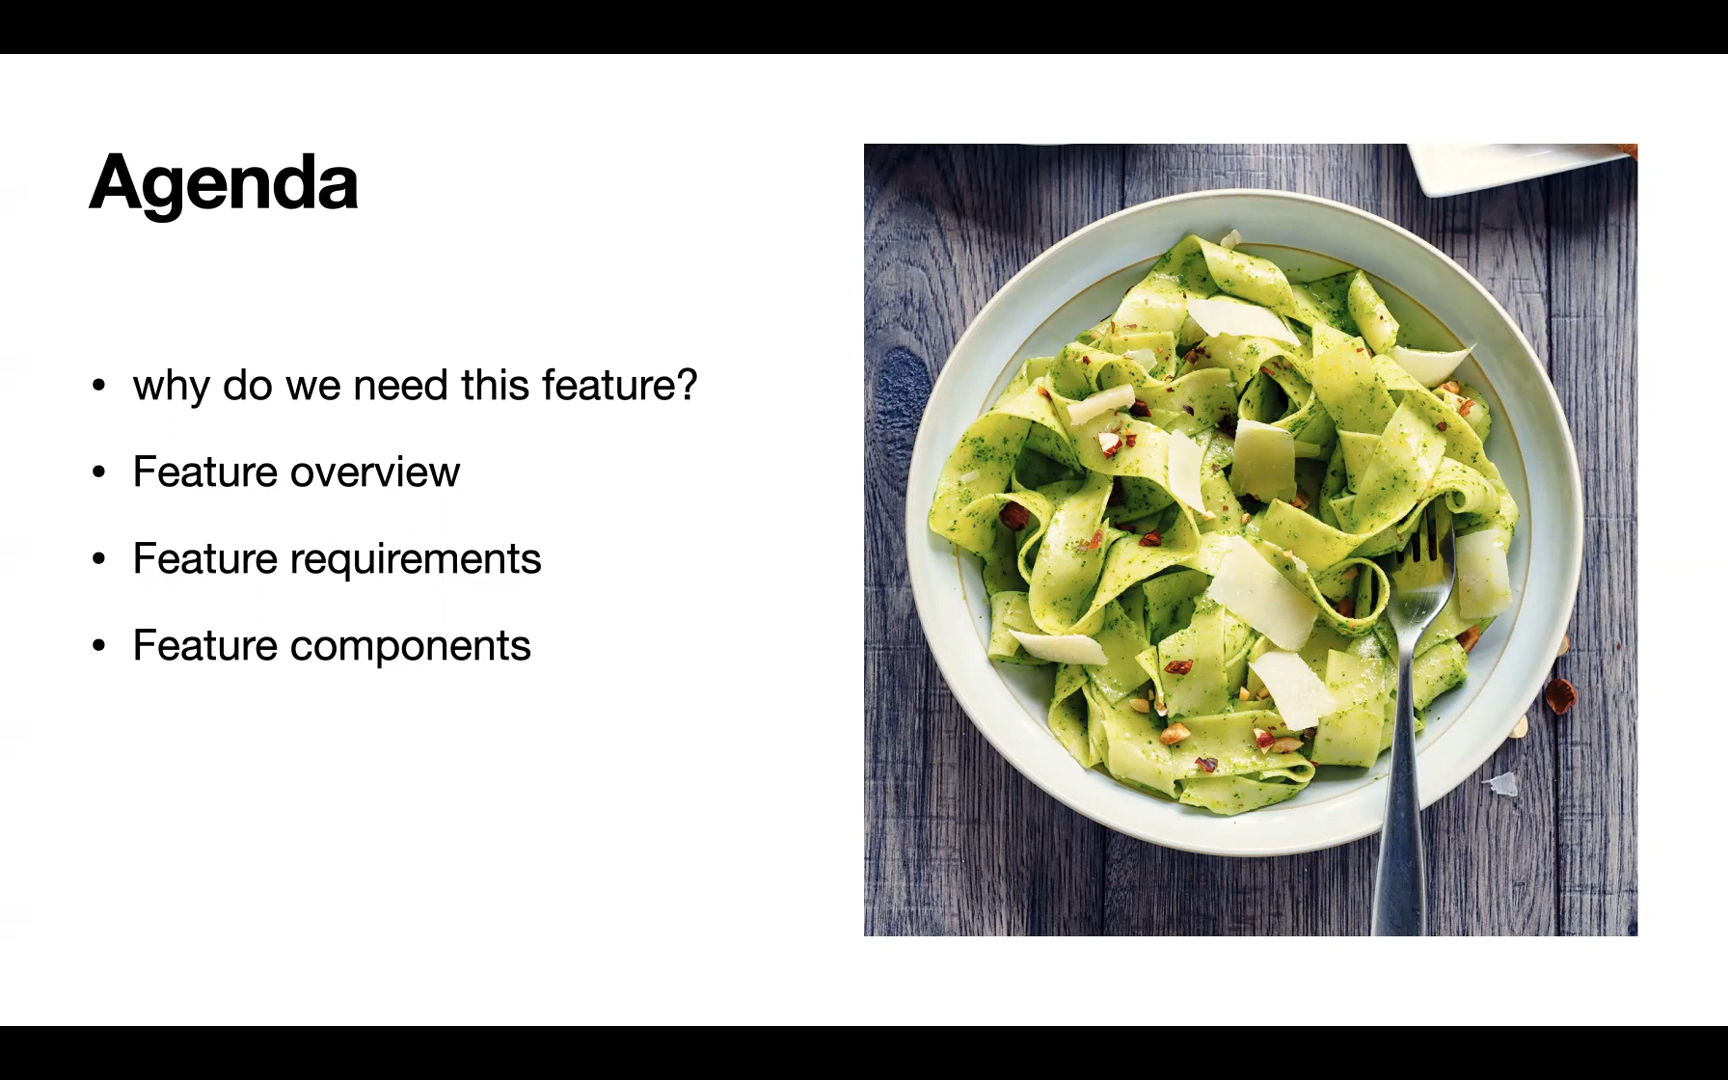 Agenda
• why do we need this feature?
• Feature overview
• Feature requirements
• Feature components